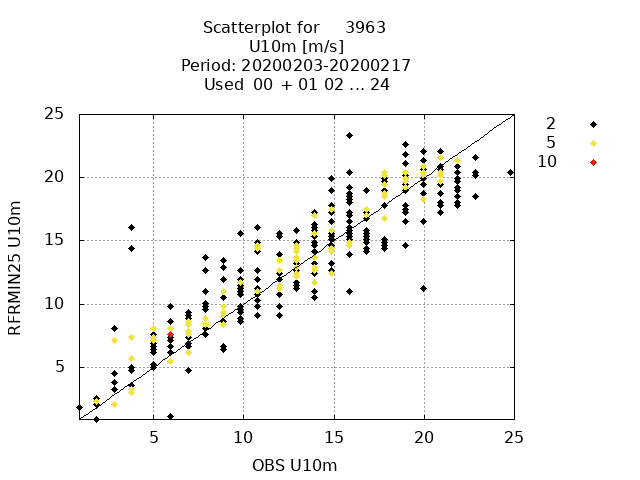 Scatterplot for 3963
U10m [m/s]
Period: 20200203-20200217
Used 00 + 01 02 ... 24
25
20
15
10
5
5
10
15
20
25
RFRMIN25 U10m
OBS U10m
2
5
10